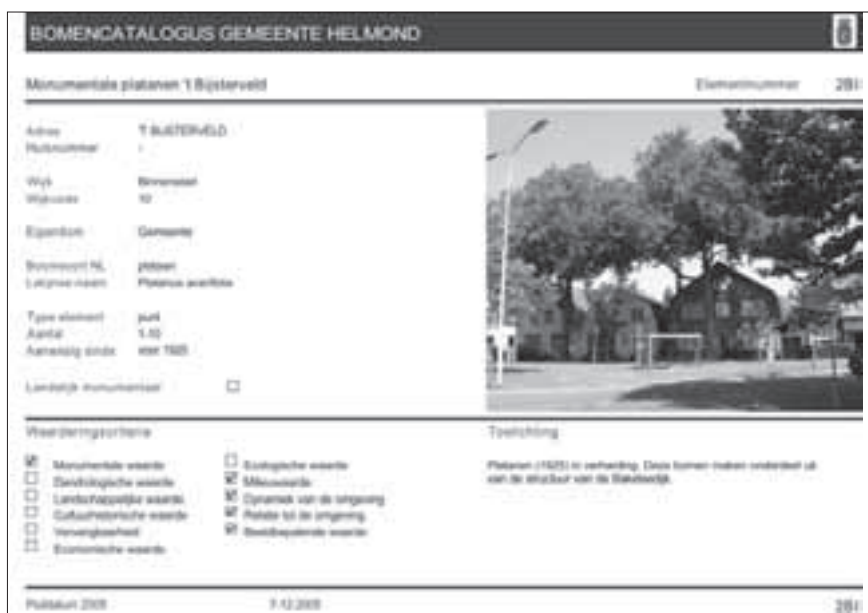 BOMENCATALOGUS GEMEENTE HELMOND
Monumentale platanen 't Bijsterveld Elementnummer
Adres 'T BIJSTERVELD
Huisnummer -
Wijk Binnenstad
Wijkcode 10
Eigendom Gemeente
Boomsoort NL plataan
Latijnse naam Platanus acerifolia
Type element punt
Aantal 1-10
Aanwezig sinds voor 1925
Landelijk monumentaal
Waarderingscriteria Toelichting
Monumentale waarde
Dendrologische waarde
Landschappelijke waarde
Cultuurhistorische waarde
Vervangbaarheid
Economische waarde
Ecologische waarde
Milieuwaarde
Dynamiek van de omgeving
Relatie tot de omgeving
Beeldbepalende waarde
Platanen (1925) in verharding. Deze bomen maken onderdeel uit
van de structuur van de Bakelsedijk.
Peildatum 2005 7-12-2005